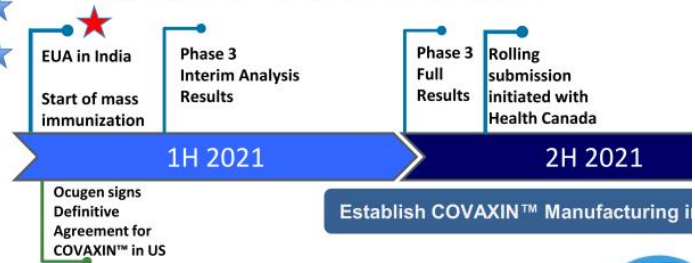 EUA in India
Start of mass
immunization
Phase 3
Interim Analysis
Results
Phase 3
Full
Results
Rolling
submission
initiated with
Health Canada
1H 2021
2H 2021
Ocugen signs
Definitive
Agreement for
COVAXIN™ in US
Establish COVAXIN™ Manufacturing i